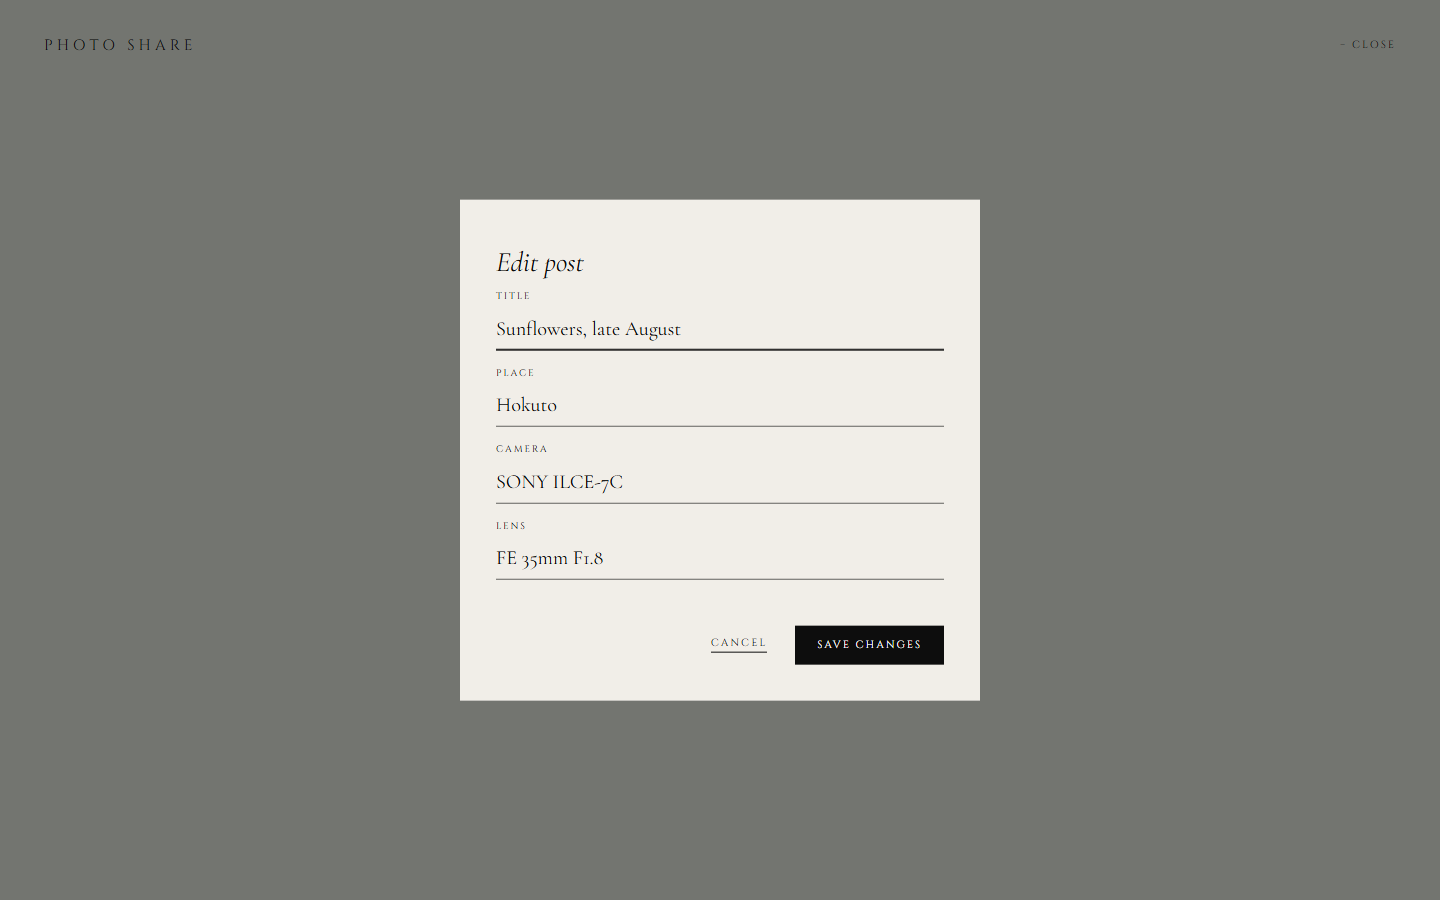 PHOTO SHARE
– CLOSE
Edit post
TITLE
Sunflowers, late August
PLACE
Hokuto
CAMERA
SONY ILCE-7C
LENS
FE 35mm F1.8
CANCEL
SAVE CHANGES